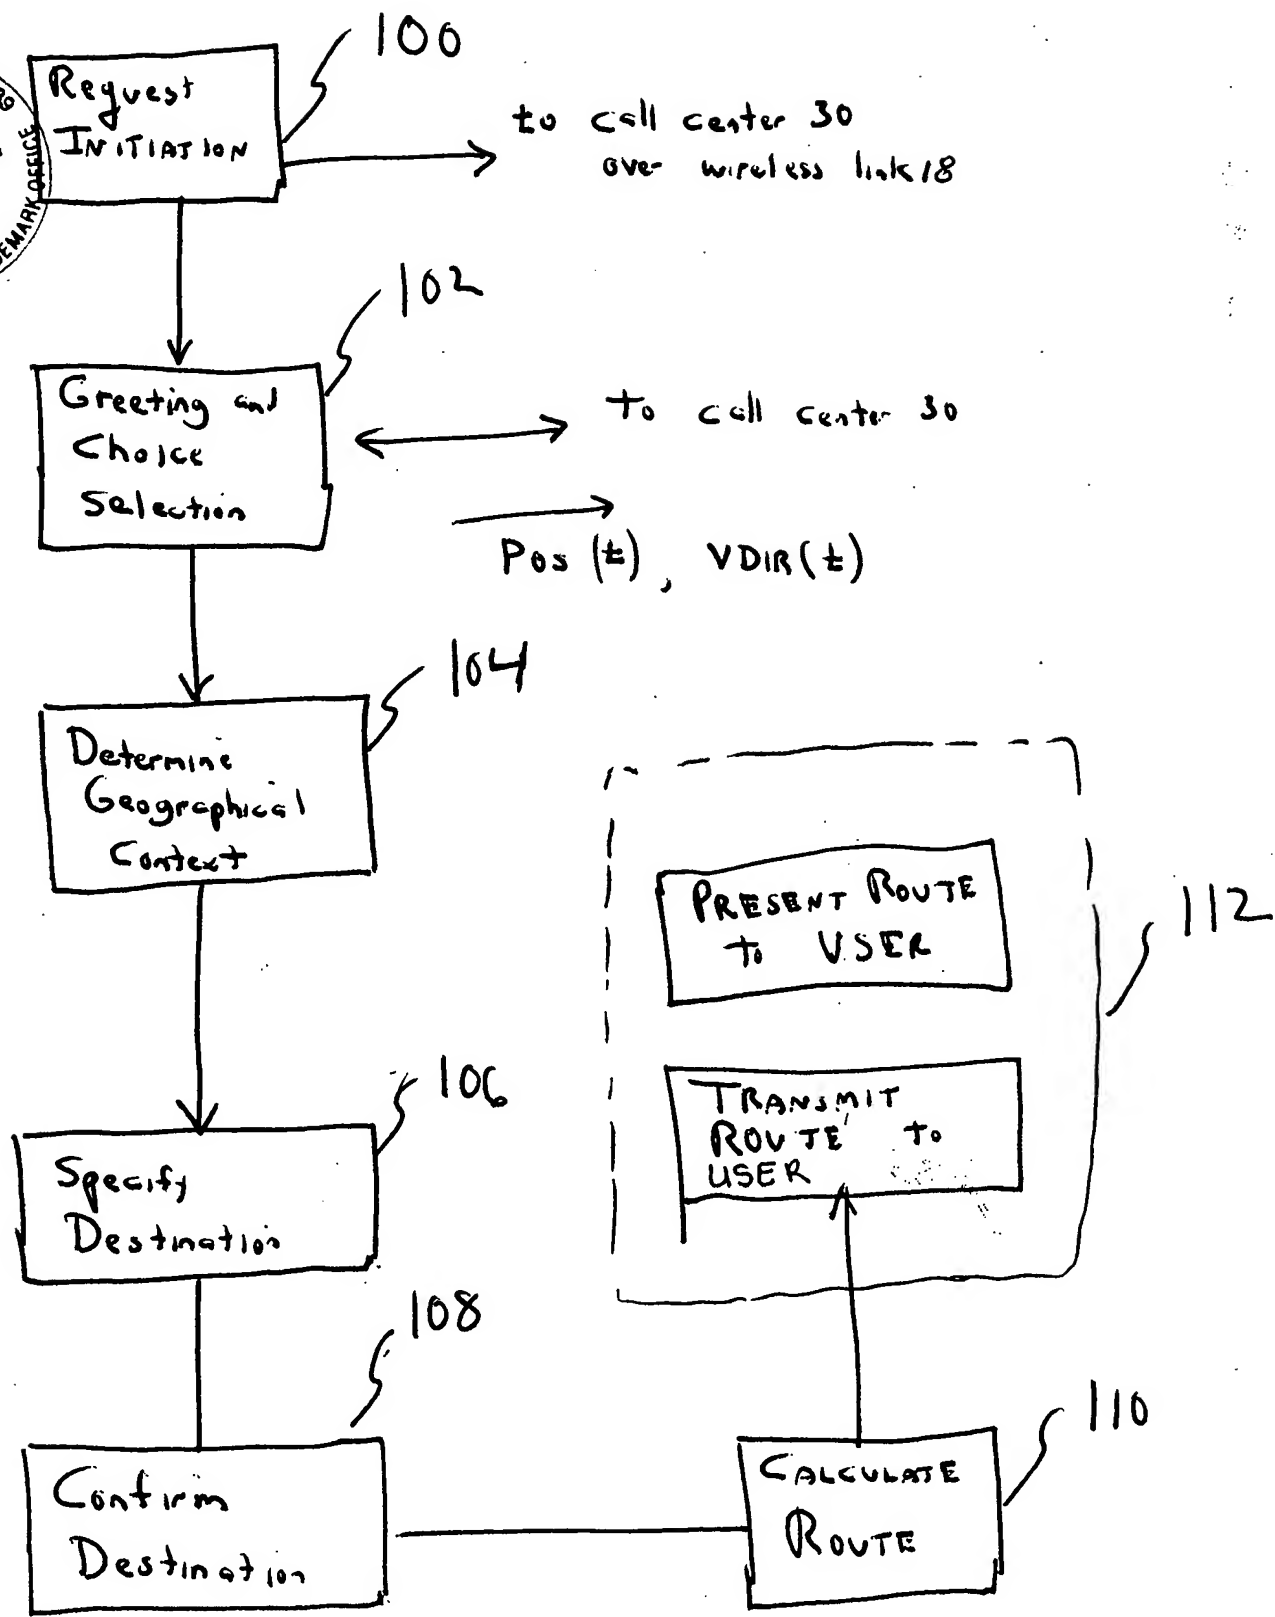 100
Request
INITIATION
to call center 30
over wireless link 18
EMARK OFFICE
102
Greeting and
Choice
Selection
to call center 30
Pos (t), VDIR(t)
104
Determine
Geographical
Context
106
Specify
Destination
108
Confirm
Destination
110
CALCULATE
ROUTE
112
PRESENT ROUTE
to USER
TRANSMIT
ROUTE to
USER